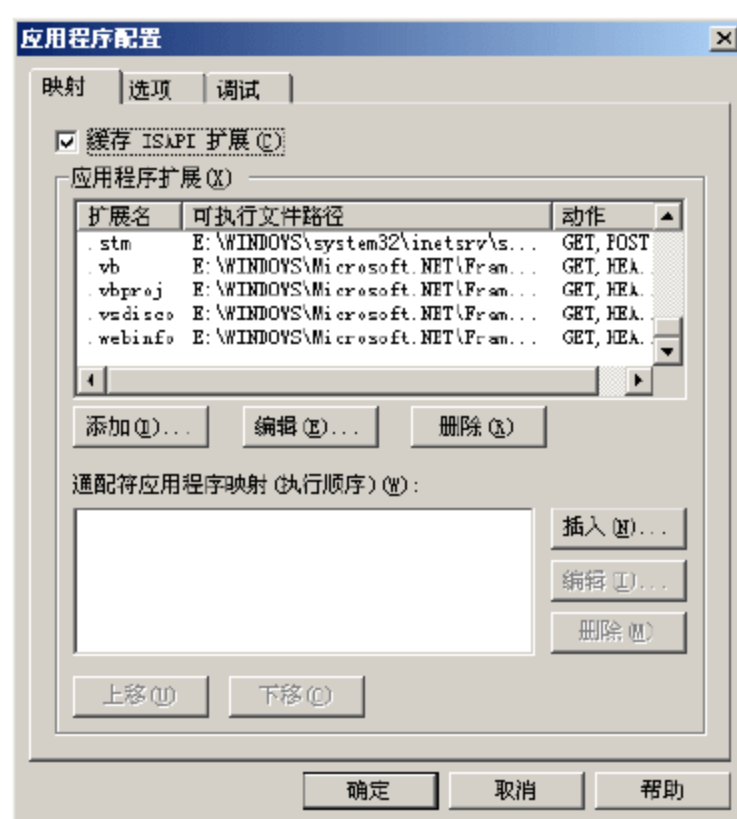 应用程序配置
映射 选项 调试
缓存 ISAPI 扩展(C)
应用程序扩展(X)
扩展名 可执行文件路径 动作
.stm E:\WINDOWS\system32\inetsrv\s... GET, POST
.vb E:\WINDOWS\Microsoft.NET\Fram... GET, HEA..
.vbproj E:\WINDOWS\Microsoft.NET\Fram... GET, HEA..
.vsdisco E:\WINDOWS\Microsoft.NET\Fram... GET, HEA..
.webinfo E:\WINDOWS\Microsoft.NET\Fram... GET, HEA..
添加(D)... 编辑(E)... 删除(R)
通配符应用程序映射(执行顺序)(W):
插入(N)...
编辑(I)...
删除(M)
上移(U) 下移(C)
确定 取消 帮助